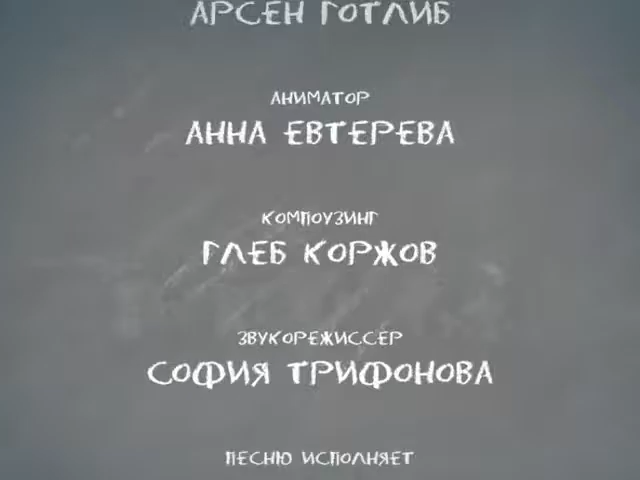 АРСЕН ГОТЛИБ
АНИМАТОР
АННА ЕВТЕРЕВА
КОМПОУЗИНГ
ГЛЕБ КОРЖОВ
ЗВУКОРЕЖИССЕР
СОФИЯ ТРИФОНОВА
ПЕСНЮ ИСПОЛНЯЕТ